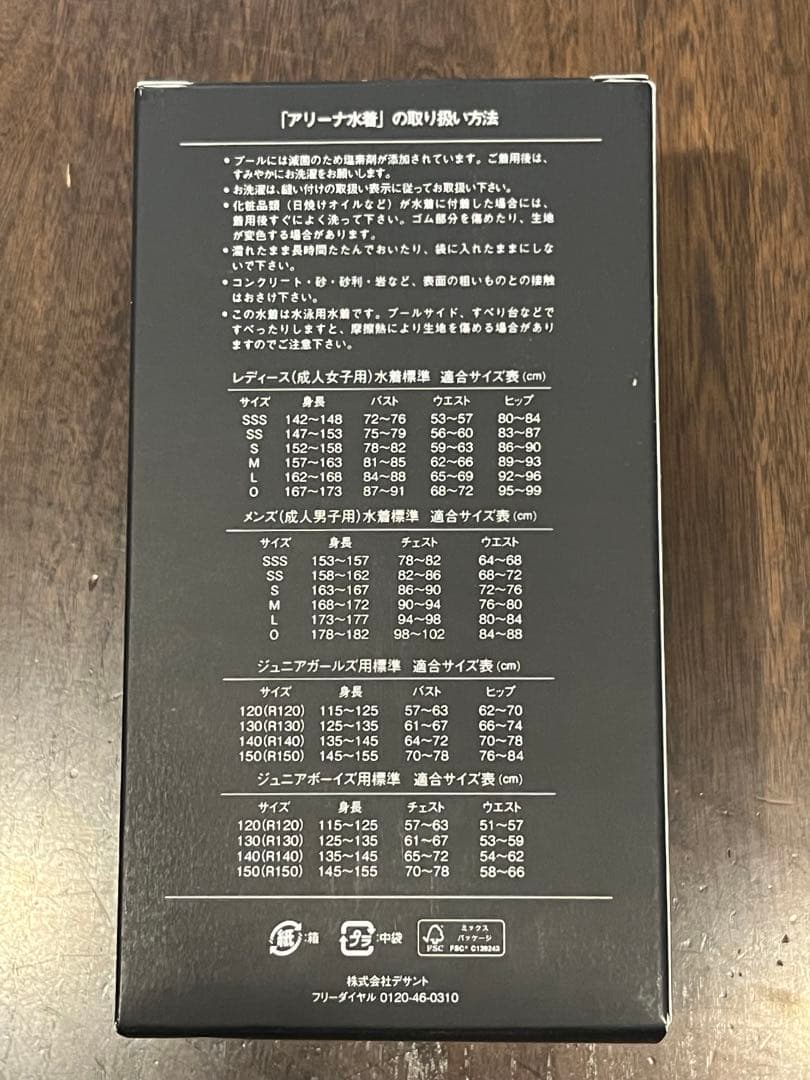 「アリーナ水着」の取り扱い方法
●プールには減菌のため塩素剤が添加されています。ご着用後は、
すみやかにお洗濯をお願いします。
●お洗濯は、縫い付けの取扱い表示に従ってお取扱い下さい。
●化粧品類（日焼けオイルなど）が水着に付着した場合には、
着用後すぐによく洗って下さい。ゴム部分を傷めたり、生地
が変色する場合があります。
●濡れたまま長時間たたんでおいたり、袋に入れたままにしな
いで下さい。
●コンクリート・砂・砂利・岩など、表面の粗いものとの接触
はおさけ下さい。
●この水着は水泳用水着です。プールサイド、すべり台などで
すべったりしますと、摩擦熱により生地を傷める場合があり
ますのでご注意下さい。
レディース(成人女子用)水着標準 適合サイズ表(cm)
サイズ 身長 バスト ウエスト ヒップ
SSS 142～148 72～76 53～57 80～84
SS 147～153 75～79 56～60 83～87
S 152～158 78～82 59～63 86～90
M 157～163 81～85 62～66 89～93
L 162～168 84～88 65～69 92～96
O 167～173 87～91 68～72 95～99
メンズ(成人男子用)水着標準 適合サイズ表(cm)
サイズ 身長 チェスト ウエスト
SSS 153～157 78～82 64～68
SS 158～162 82～86 68～72
S 163～167 86～90 72～76
M 168～172 90～94 76～80
L 173～177 94～98 80～84
O 178～182 98～102 84～88
ジュニアガールズ用標準 適合サイズ表(cm)
サイズ 身長 バスト ヒップ
120(R120) 115～125 57～63 62～70
130(R130) 125～135 61～67 66～74
140(R140) 135～145 64～72 70～78
150(R150) 145～155 70～78 76～84
ジュニアボーイズ用標準 適合サイズ表(cm)
サイズ 身長 チェスト ウエスト
120(R120) 115～125 57～63 51～57
130(R130) 125～135 61～67 53～59
140(R140) 135～145 65～72 54～62
150(R150) 145～155 70～78 58～66
紙:箱 プラ:中袋 FSC ミックス
パッケージ
FSC® C139243
株式会社デサント
フリーダイヤル 0120-46-0310